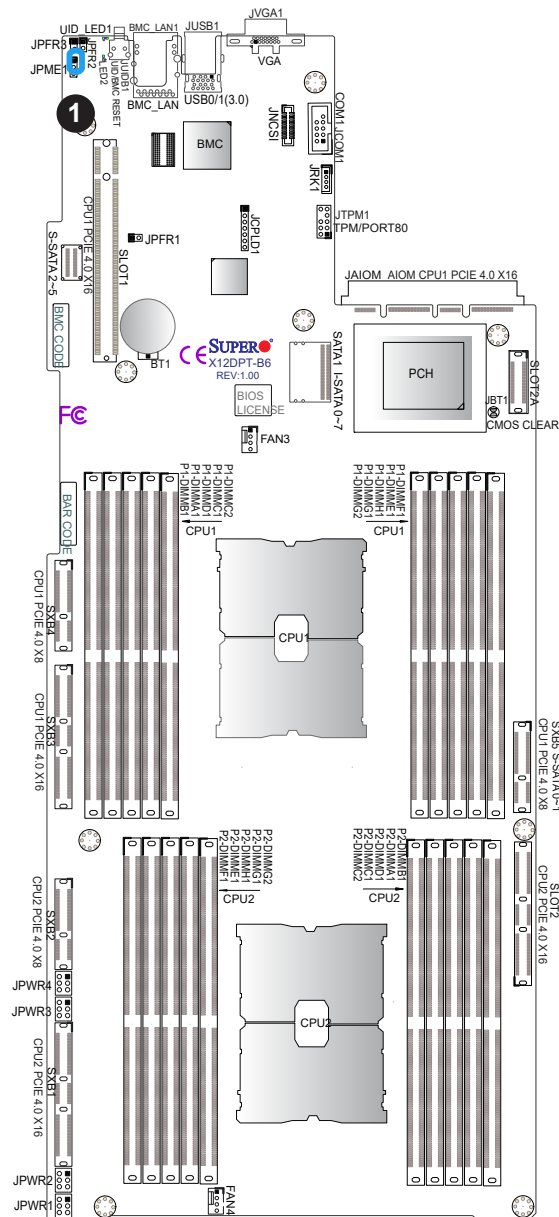 UID_LED1
BMC_LAN1
JUSB1
JVGA1
JPFR3
JPFR2
JPME1
LED2
JUIDB1
UID/BMC RESET
BMC_LAN
USB0/1(3.0)
VGA
1
BMC
JNCSI
COM1
JCOM1
JRK1
JTPM1
TPM/PORT80
JCPLD1
JPFR1
CPU1 PCIE 4.0 X16
SLOT1
S-SATA 2~5
BMC CODE
JAIOM AIOM CPU1 PCIE 4.0 X16
BT1
CE SUPERO
X12DPT-B6
REV:1.00
BIOS
LICENSE
SATA1 I-SATA 0~7
PCH
SLOT2A
JBT1
CMOS CLEAR
FC
FAN3
BAR CODE
P1-DIMMC2
P1-DIMMC1
P1-DIMMD1
P1-DIMMA1
P1-DIMMB1
CPU1
P1-DIMMF1
P1-DIMME1
P1-DIMMH1
P1-DIMMG1
P1-DIMMG2
CPU1
SXB4
CPU1 PCIE 4.0 X8
CPU1
SXB3
CPU1 PCIE 4.0 X16
SXB5 S-SATA 0~1
CPU1 PCIE 4.0 X8
P2-DIMMG2
P2-DIMMG1
P2-DIMMH1
P2-DIMME1
P2-DIMMF1
CPU2
P2-DIMMB1
P2-DIMMA1
P2-DIMMD1
P2-DIMMC1
P2-DIMMC2
CPU2
SLOT2
CPU2 PCIE 4.0 X16
SXB2
CPU2 PCIE 4.0 X8
JPWR4
JPWR3
CPU2
SXB1
CPU2 PCIE 4.0 X16
JPWR2
JPWR1
FAN4